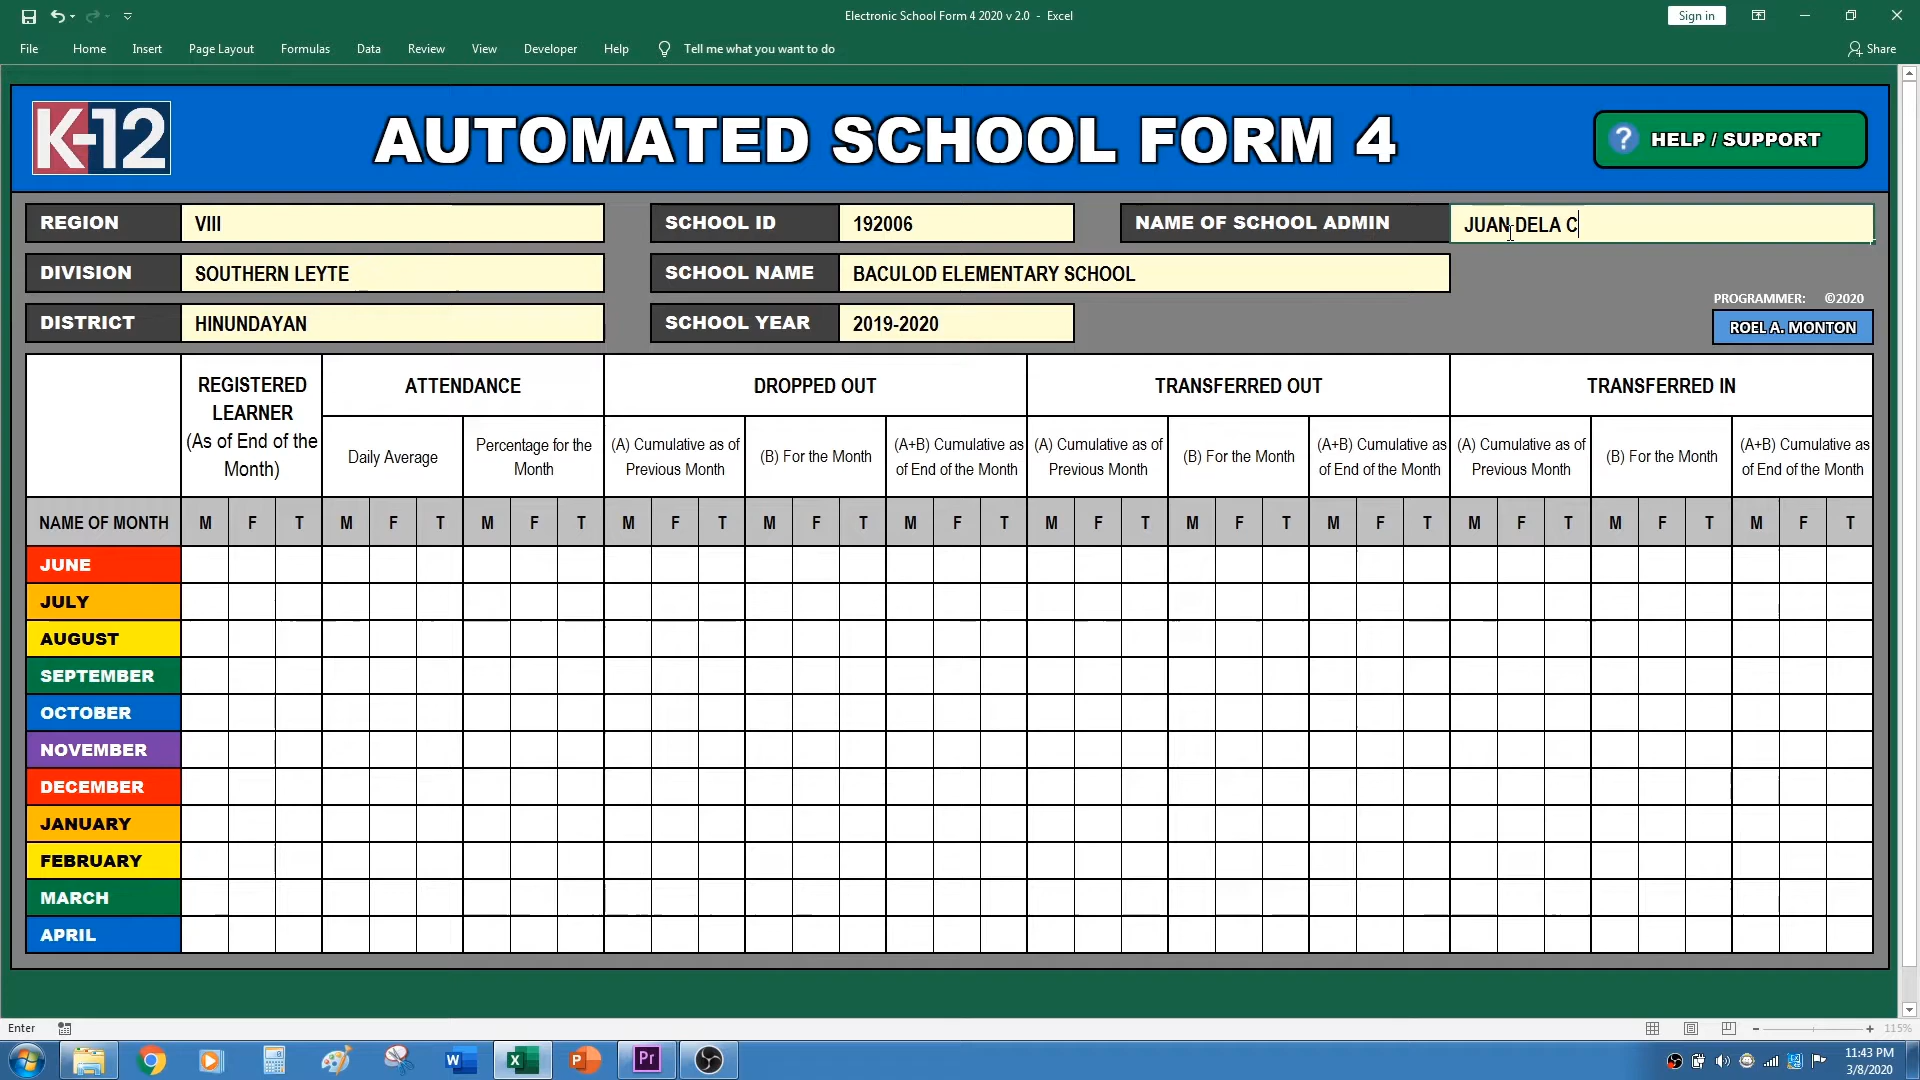 Electronic School Form 4 2020 v 2.0 - Excel
Sign in
File Home Insert Page Layout Formulas Data Review View Developer Help Tell me what you want to do Share
K-12 AUTOMATED SCHOOL FORM 4 ? HELP / SUPPORT
REGION VIII SCHOOL ID 192006 NAME OF SCHOOL ADMIN JUAN DELA C
DIVISION SOUTHERN LEYTE SCHOOL NAME BACULOD ELEMENTARY SCHOOL
PROGRAMMER: ©2020
DISTRICT HINUNDAYAN SCHOOL YEAR 2019-2020 ROEL A. MONTON
REGISTERED LEARNER (As of End of the Month) ATTENDANCE DROPPED OUT TRANSFERRED OUT TRANSFERRED IN
Daily Average Percentage for the Month (A) Cumulative as of Previous Month (B) For the Month (A+B) Cumulative as of End of the Month (A) Cumulative as of Previous Month (B) For the Month (A+B) Cumulative as of End of the Month (A) Cumulative as of Previous Month (B) For the Month (A+B) Cumulative as of End of the Month
NAME OF MONTH M F T M F T M F T M F T M F T M F T M F T M F T M F T M F T M F T M F T
JUNE
JULY
AUGUST
SEPTEMBER
OCTOBER
NOVEMBER
DECEMBER
JANUARY
FEBRUARY
MARCH
APRIL
Enter 115%
Pr
11:43 PM
3/8/2020